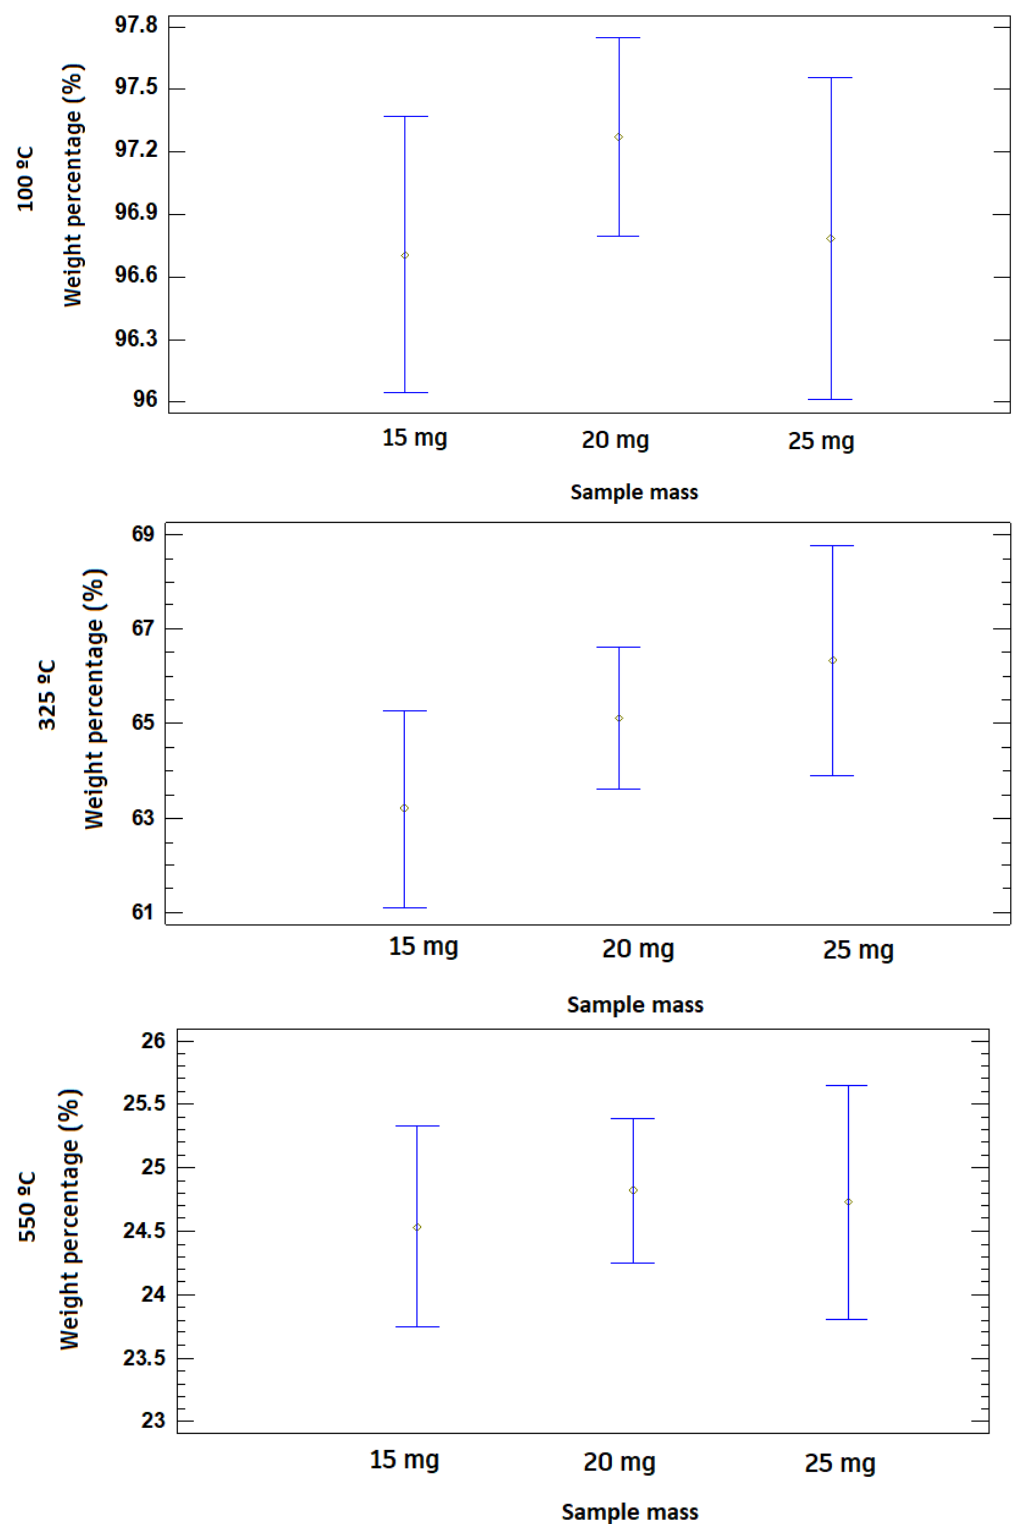 100 ºC
Weight percentage (%)
97.8
97.5
97.2
96.9
96.6
96.3
96
15 mg
20 mg
25 mg
Sample mass
325 ºC
Weight percentage (%)
69
67
65
63
61
15 mg
20 mg
25 mg
Sample mass
550 ºC
Weight percentage (%)
26
25.5
25
24.5
24
23.5
23
15 mg
20 mg
25 mg
Sample mass